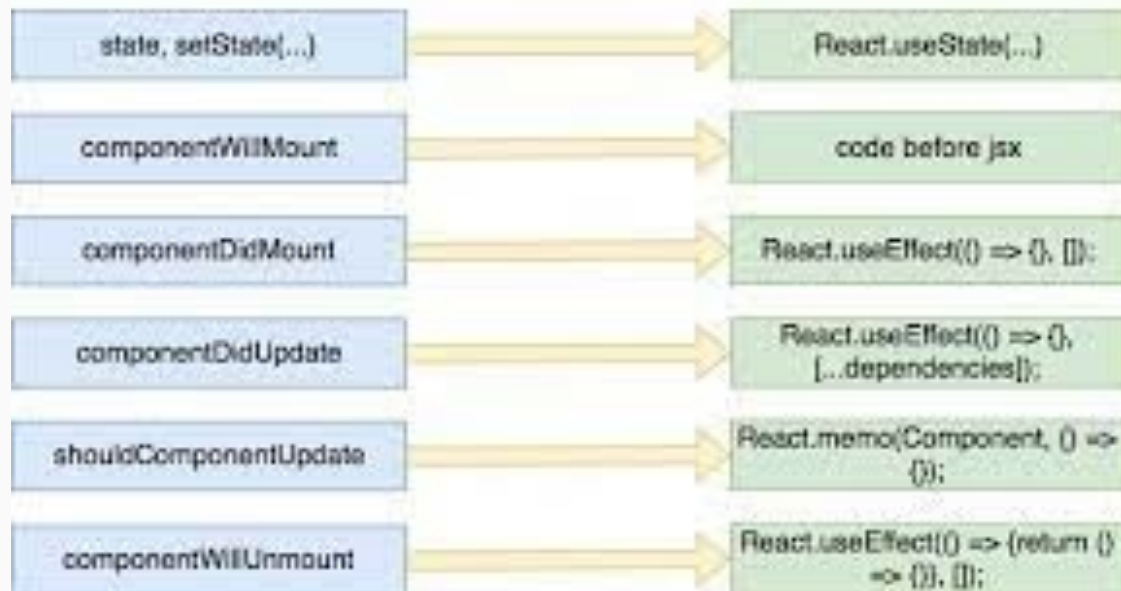 state, setState(...)
React.useState(...)
componentWillMount
code before jsx
componentDidMount
React.useEffect(() => {}, []);
componentDidUpdate
React.useEffect(() => {},
[...dependencies]);
shouldComponentUpdate
React.memo(Component, () =>
{});
componentWillUnmount
React.useEffect(() => {return ()
=> {}}, []);